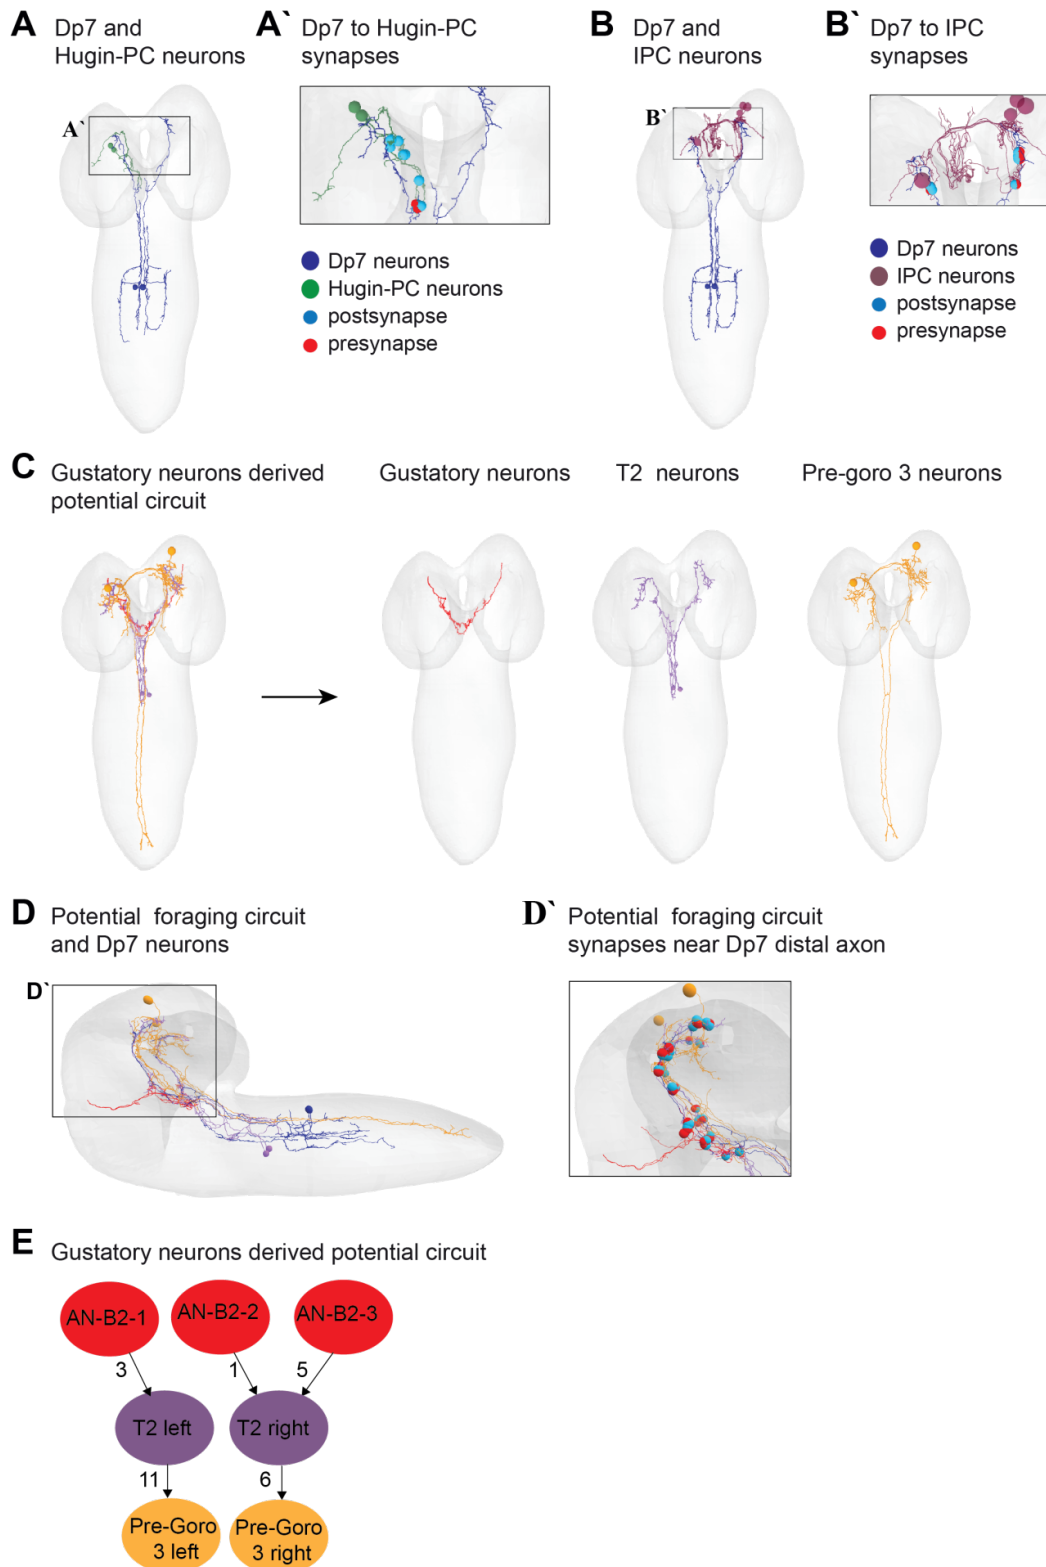 A Dp7 and
Hugin-PC neurons
A`
A` Dp7 to Hugin-PC
synapses
Dp7 neurons
Hugin-PC neurons
postsynapse
presynapse
B Dp7 and
IPC neurons
B`
B` Dp7 to IPC
synapses
Dp7 neurons
IPC neurons
postsynapse
presynapse
C Gustatory neurons derived
potential circuit
Gustatory neurons
T2 neurons
Pre-goro 3 neurons
D Potential foraging circuit
and Dp7 neurons
D`
D` Potential foraging circuit
synapses near Dp7 distal axon
E Gustatory neurons derived potential circuit
AN-B2-1
AN-B2-2
AN-B2-3
3
1
5
T2 left
T2 right
11
6
Pre-Goro
3 left
Pre-Goro
3 right